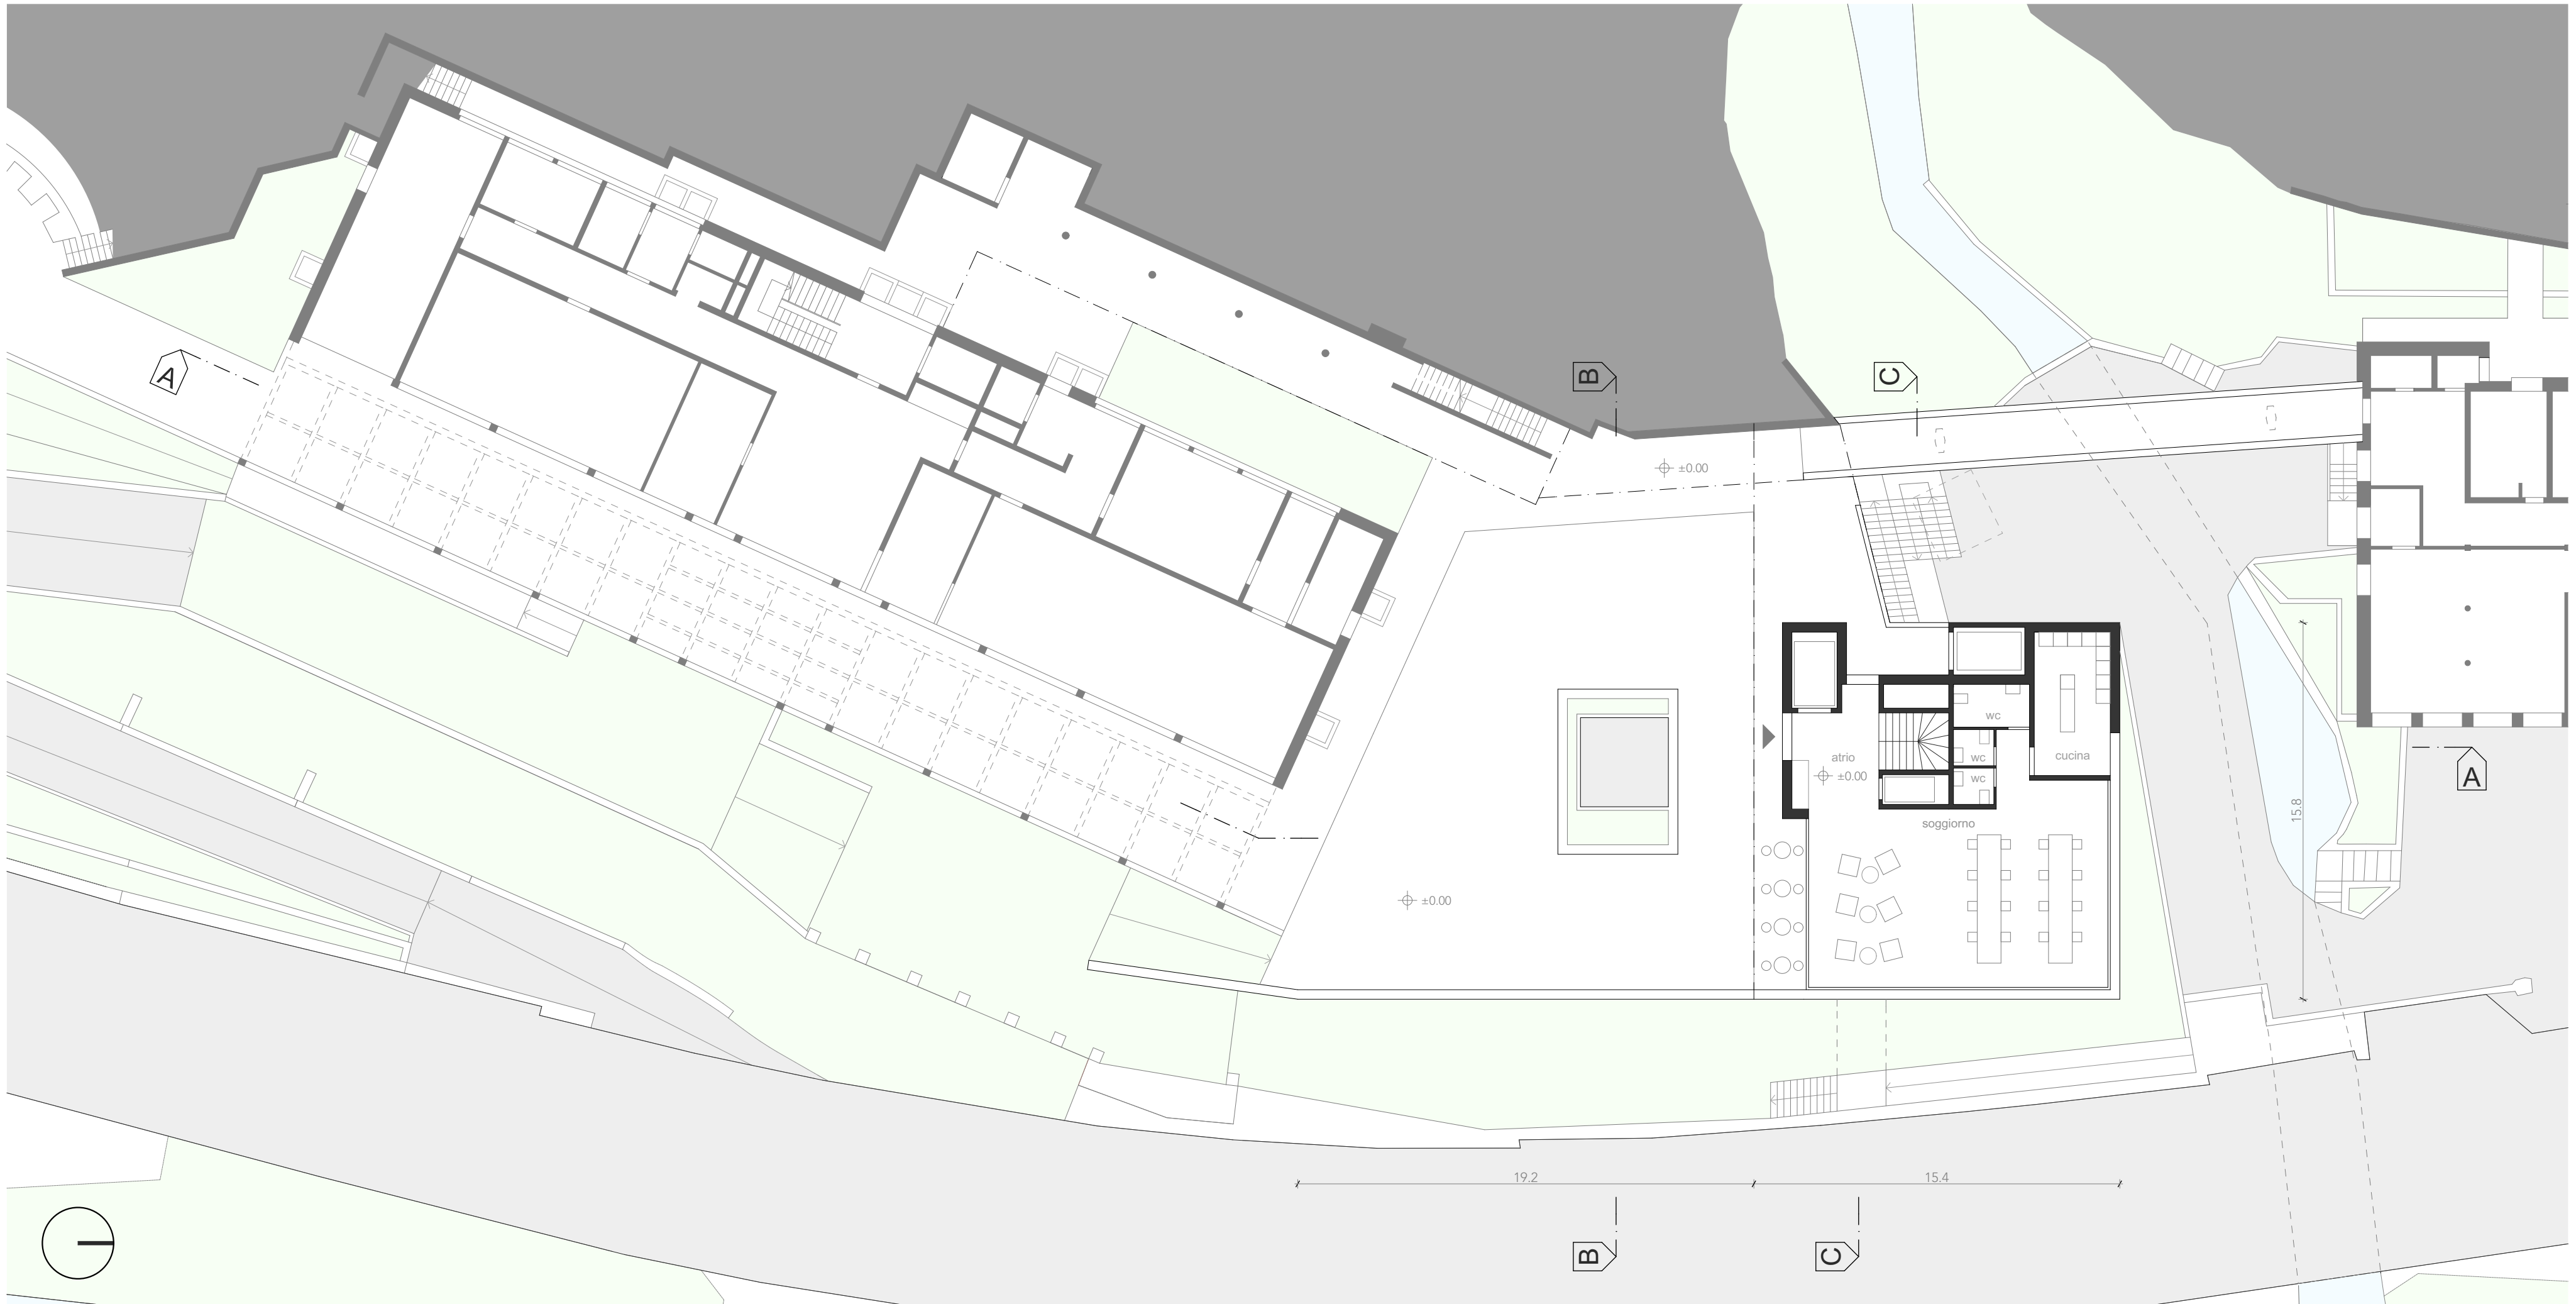 B
C
A
±0.00
wc
atrio
wc
cucina
±0.00
wc
A
15.8
soggiorno
±0.00
19.2
15.4
B
C